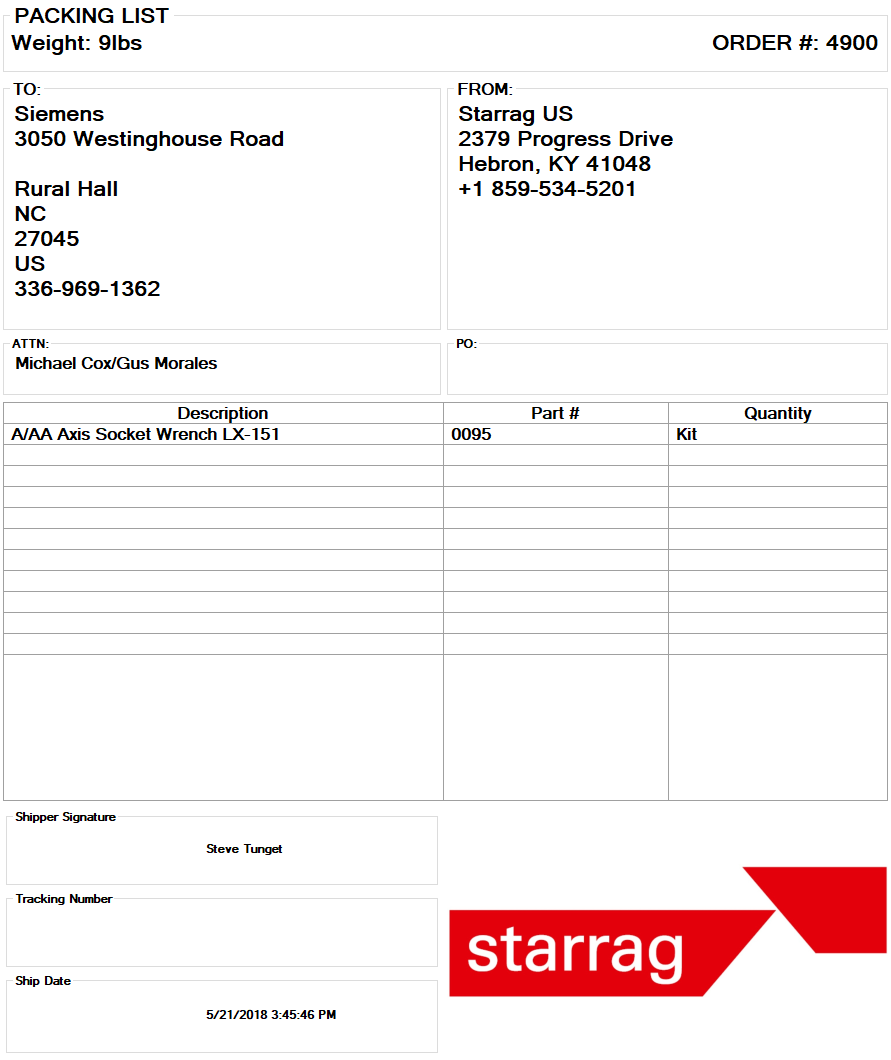 PACKING LIST
Weight: 9lbs
ORDER #: 4900
TO:
Siemens
3050 Westinghouse Road
Rural Hall
NC
27045
US
336-969-1362
FROM:
Starrag US
2379 Progress Drive
Hebron, KY 41048
+1 859-534-5201
ATTN:
Michael Cox/Gus Morales
PO:
Description Part # Quantity
A/AA Axis Socket Wrench LX-151 0095 Kit
Shipper Signature
Steve Tunget
Tracking Number
Ship Date
5/21/2018 3:45:46 PM
starrag